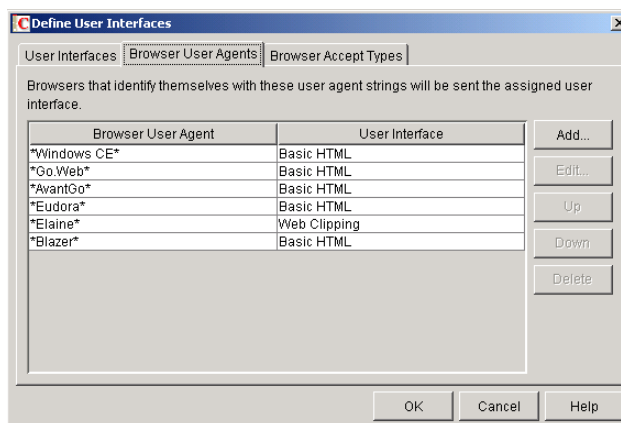 Define User Interfaces
User Interfaces Browser User Agents Browser Accept Types
Browsers that identify themselves with these user agent strings will be sent the assigned user
interface.
Browser User Agent User Interface Add...
*Windows CE* Basic HTML
*Go.Web* Basic HTML Edit...
*AvantGo* Basic HTML
*Eudora* Basic HTML Up
*Elaine* Web Clipping
*Blazer* Basic HTML Down
Delete
OK Cancel Help